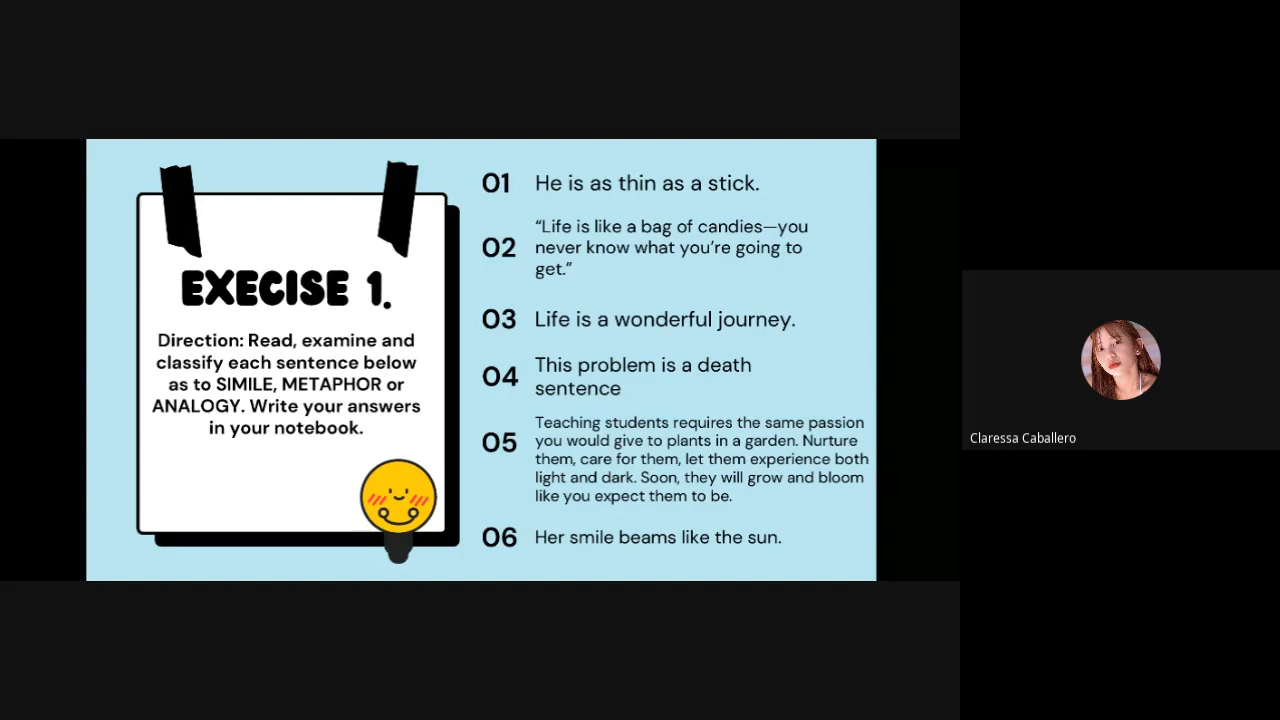 EXECISE 1.
Direction: Read, examine and
classify each sentence below
as to SIMILE, METAPHOR or
ANALOGY. Write your answers
in your notebook.
01 He is as thin as a stick.
02 “Life is like a bag of candies—you
never know what you’re going to
get.”
03 Life is a wonderful journey.
04 This problem is a death
sentence
05 Teaching students requires the same passion
you would give to plants in a garden. Nurture
them, care for them, let them experience both
light and dark. Soon, they will grow and bloom
like you expect them to be.
06 Her smile beams like the sun.
Claressa Caballero